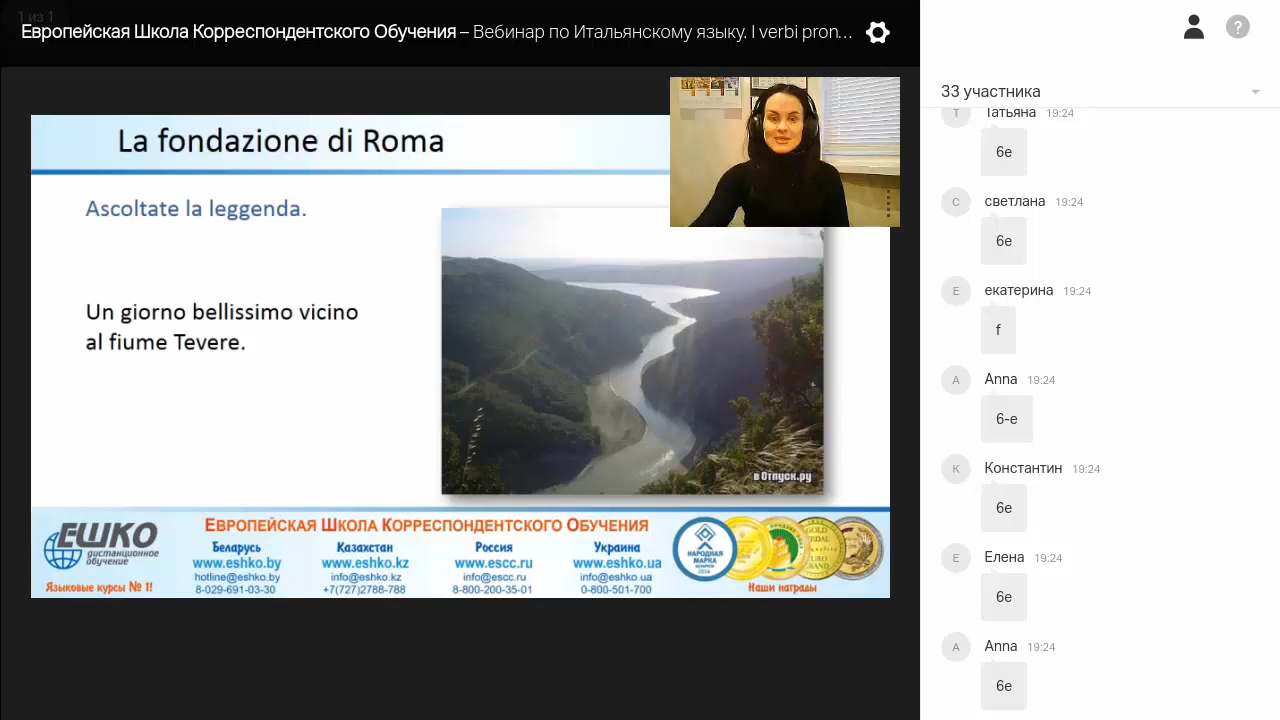 1 из 1
Европейская Школа Корреспондентского Обучения – Вебинар по Итальянскому языку. I verbi pron...
La fondazione di Roma
Ascoltate la leggenda.
Un giorno bellissimo vicino
al fiume Tevere.
в Отпуск.ру
ЕШКО
дистанционное
обучение
Языковые курсы № 1!
Европейская Школа Корреспондентского Обучения
Беларусь
www.eshko.by
hotline@eshko.by
8-029-691-03-30
Казахстан
www.eshko.kz
info@eshko.kz
+7(727)2788-788
Россия
www.escc.ru
info@escc.ru
8-800-200-35-01
Украина
www.eshko.ua
info@eshko.ua
0-800-501-700
НАРОДНАЯ
МАРКА
Наши награды
?
33 участника
Т Татьяна 19:24
6е
С светлана 19:24
6е
Е екатерина 19:24
f
A Anna 19:24
6-е
К Константин 19:24
6е
Е Елена 19:24
6е
A Anna 19:24
6е